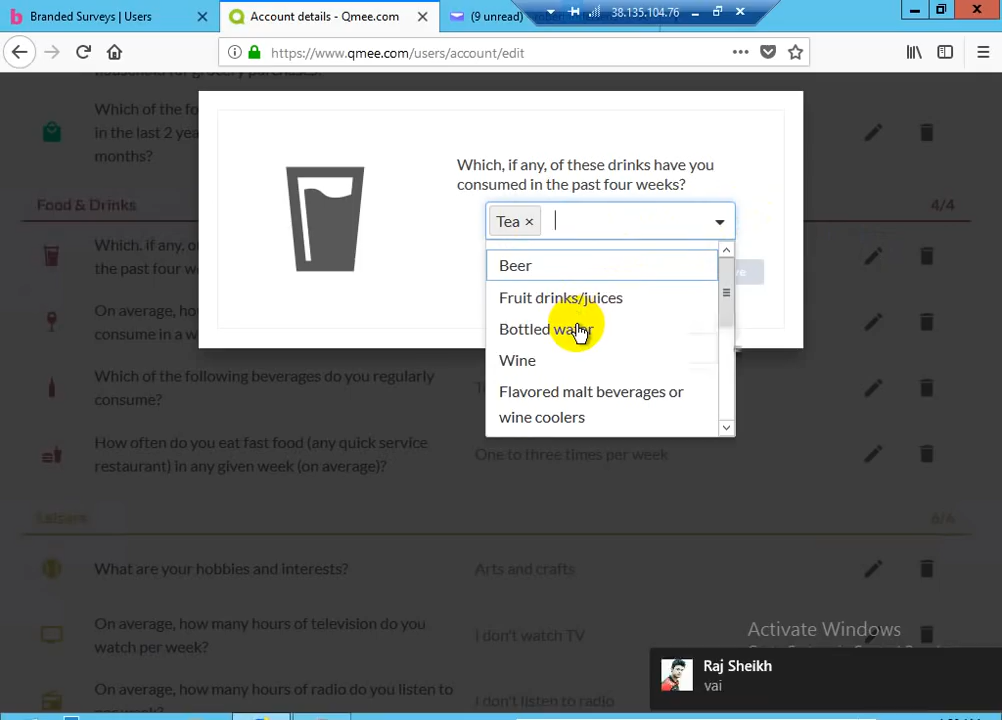 Branded Surveys | Users
Account details - Qmee.com
(9 unread)
38.135.104.76
https://www.qmee.com/users/account/edit
household for grocery purchases?
Which of the fo
in the last 2 yea
months?
Which, if any, of these drinks have you
consumed in the past four weeks?
Tea ×
Beer
Fruit drinks/juices
Bottled water
Wine
Flavored malt beverages or
wine coolers
Food & Drinks
4/4
Which, if any, o
the past four we
On average, ho
consume in a w
Which of the following beverages do you regularly
consume?
How often do you eat fast food (any quick service
restaurant) in any given week (on average)?
One to three times per week
Leisure
6/6
What are your hobbies and interests?
Arts and crafts
On average, how many hours of television do you
watch per week?
I don't watch TV
On average, how many hours of radio do you listen to
I don't listen to radio
Activate Windows
Raj Sheikh
vai